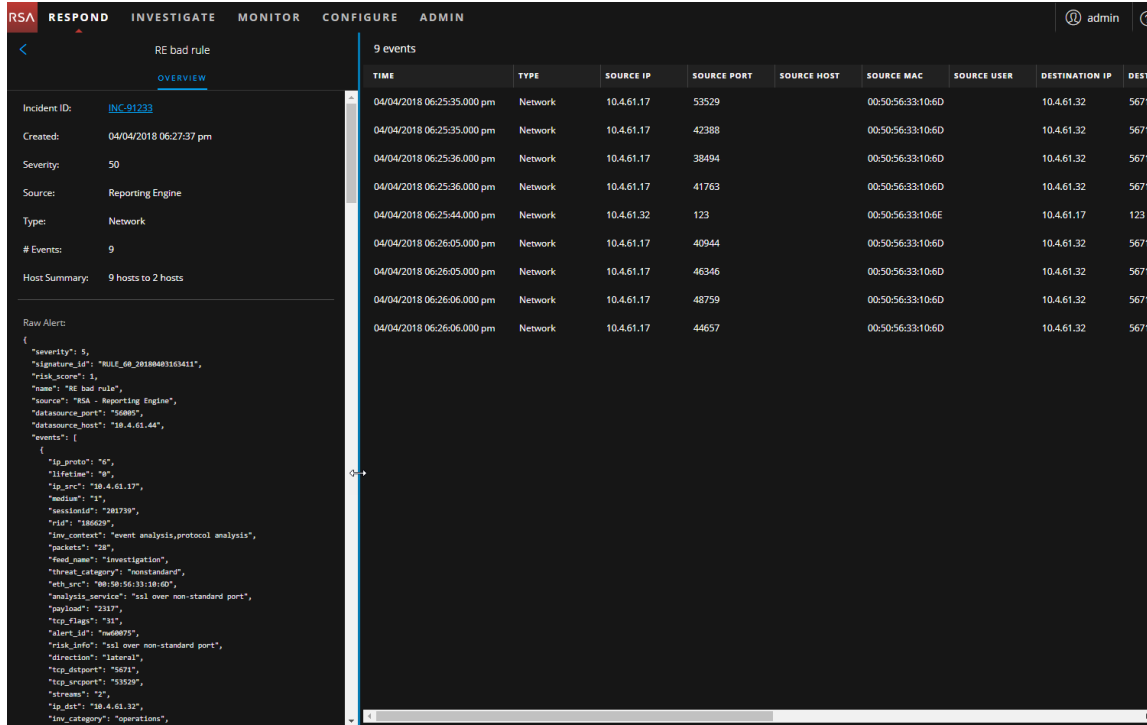 RSA RESPOND INVESTIGATE MONITOR CONFIGURE ADMIN admin
RE bad rule
OVERVIEW
Incident ID: INC-91233
Created: 04/04/2018 06:27:37 pm
Severity: 50
Source: Reporting Engine
Type: Network
# Events: 9
Host Summary: 9 hosts to 2 hosts
Raw Alert:
{
"severity": 5,
"signature_id": "RULE_60_20180403163411",
"risk_score": 1,
"name": "RE bad rule",
"source": "RSA - Reporting Engine",
"datasource_port": "56005",
"datasource_host": "10.4.61.44",
"events": [
{
"ip_proto": "6",
"lifetime": "0",
"ip_src": "10.4.61.17",
"medium": "1",
"sessionid": "201739",
"rid": "186629",
"inv_context": "event analysis,protocol analysis",
"packets": "28",
"feed_name": "investigation",
"threat_category": "nonstandard",
"eth_src": "00:50:56:33:10:6D",
"analysis_service": "ssl over non-standard port",
"payload": "2317",
"tcp_flags": "31",
"alert_id": "nw60075",
"risk_info": "ssl over non-standard port",
"direction": "lateral",
"tcp_dstport": "5671",
"tcp_srcport": "53529",
"streams": "2",
"ip_dst": "10.4.61.32",
"inv_category": "operations",
9 events
TIME TYPE SOURCE IP SOURCE PORT SOURCE HOST SOURCE MAC SOURCE USER DESTINATION IP DEST
04/04/2018 06:25:35.000 pm Network 10.4.61.17 53529 00:50:56:33:10:6D 10.4.61.32 5671
04/04/2018 06:25:35.000 pm Network 10.4.61.17 42388 00:50:56:33:10:6D 10.4.61.32 5671
04/04/2018 06:25:36.000 pm Network 10.4.61.17 38494 00:50:56:33:10:6D 10.4.61.32 5671
04/04/2018 06:25:36.000 pm Network 10.4.61.17 41763 00:50:56:33:10:6D 10.4.61.32 5671
04/04/2018 06:25:44.000 pm Network 10.4.61.32 123 00:50:56:33:10:6E 10.4.61.17 123
04/04/2018 06:26:05.000 pm Network 10.4.61.17 40944 00:50:56:33:10:6D 10.4.61.32 5671
04/04/2018 06:26:05.000 pm Network 10.4.61.17 46346 00:50:56:33:10:6D 10.4.61.32 5671
04/04/2018 06:26:06.000 pm Network 10.4.61.17 48759 00:50:56:33:10:6D 10.4.61.32 5671
04/04/2018 06:26:06.000 pm Network 10.4.61.17 44657 00:50:56:33:10:6D 10.4.61.32 5671